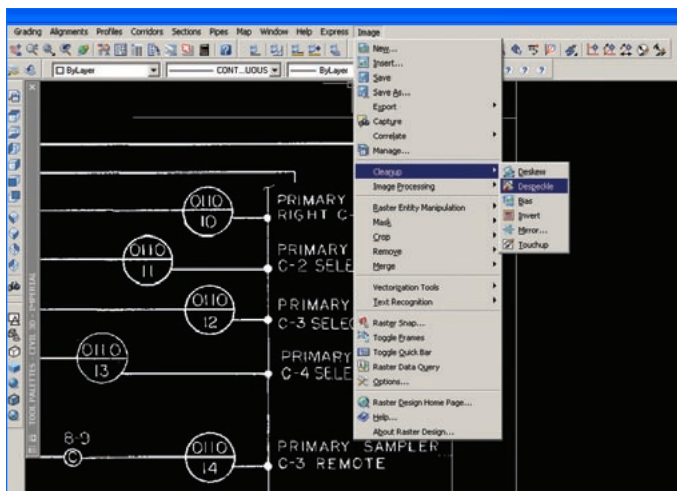 Grading Alignments Profiles Corridors Sections Pipes Map Window Help Express Image
ByLayer
CONT...UOUS
ByLayer
New...
Insert...
Save
Save As...
Export
Capture
Correlate
Manage...
Cleanup
Image Processing
Raster Entity Manipulation
Mask
Crop
Remove
Merge
Vectorization Tools
Text Recognition
Raster Snap...
Toggle Frames
Toggle Quick Bar
Raster Data Query
Options...
Raster Design Home Page...
Help...
About Raster Design...
Deskew
Despeckle
Bias
Invert
Mirror...
Touchup
TOOL PALETTES - CIVIL 3D - IMPERIAL
0110
10
PRIMARY
RIGHT C-
0110
11
PRIMARY
C-2 SELE
0110
12
PRIMARY
C-3 SELEC
0110
13
PRIMARY
C-4 SELE
8-0
C
0110
14
PRIMARY SAMPLER
C-3 REMOTE